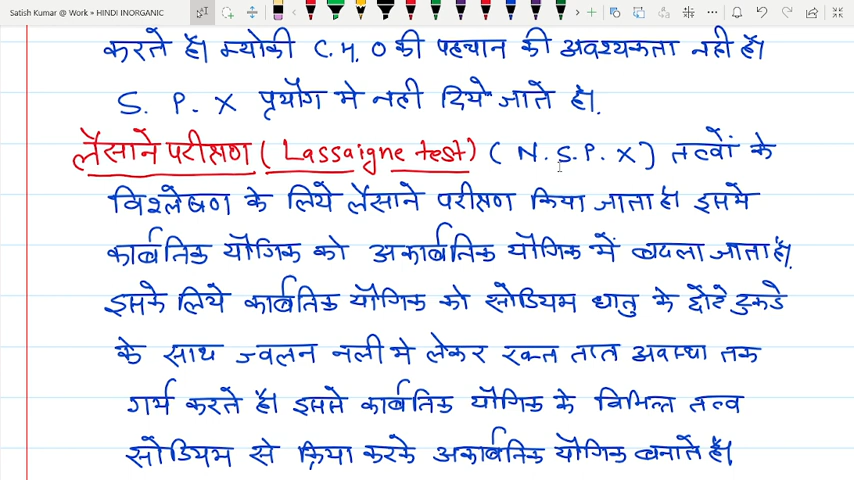 Satish Kumar @ Work » HINDI INORGANIC
करते हैं। म्योकी C. H, O की पहचान की अवश्यकता नही हैं।
S. P. X प्रयोग मे नही दिये जाते हैं.
लैसाने परीक्षण ( Lassaigne test) ( N. S. P. X ) तत्वों के
विश्लेषण के लिये लैसाने परीक्षण किया जाता है। इसमे
कार्बनिक यौगिक को अकार्बनिक यौगिक में बदला जाता हैं,
इसके लिये कार्बनिक यौगिक को सोडियम धातु के छोटे टुकडे
के साथ ज्वलन नली मे लेकर रक्त तात अवस्था तक
गर्म करते है। इसमे कार्बनिक यौगिक के विभिन्न तत्व
सोडियम से क्रिया करके अकार्बनिक यौगिक बनाते हैं।